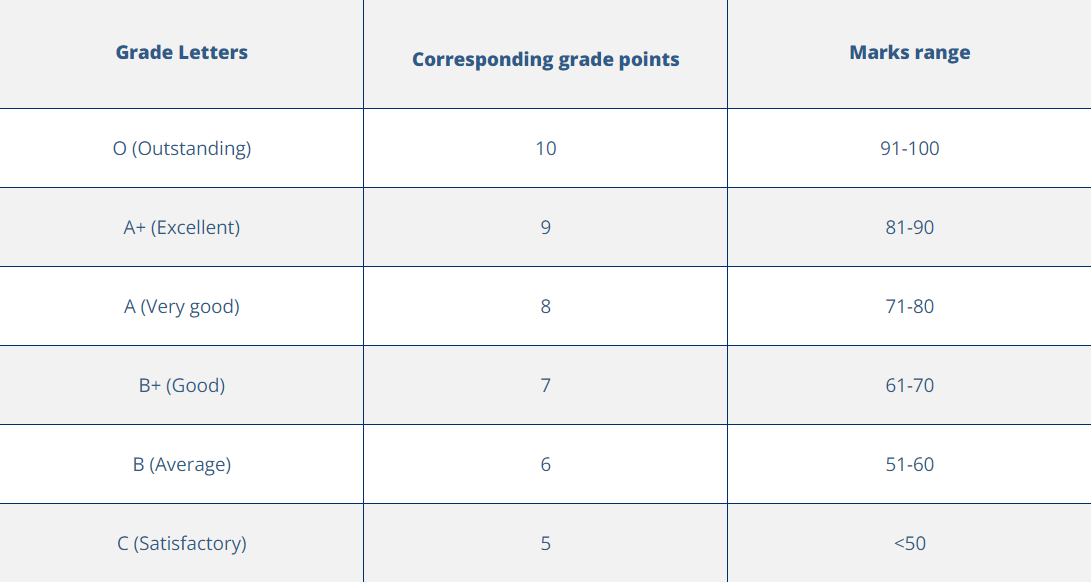 Grade Letters Corresponding grade points Marks range
O (Outstanding) 10 91-100
A+ (Excellent) 9 81-90
A (Very good) 8 71-80
B+ (Good) 7 61-70
B (Average) 6 51-60
C (Satisfactory) 5 <50